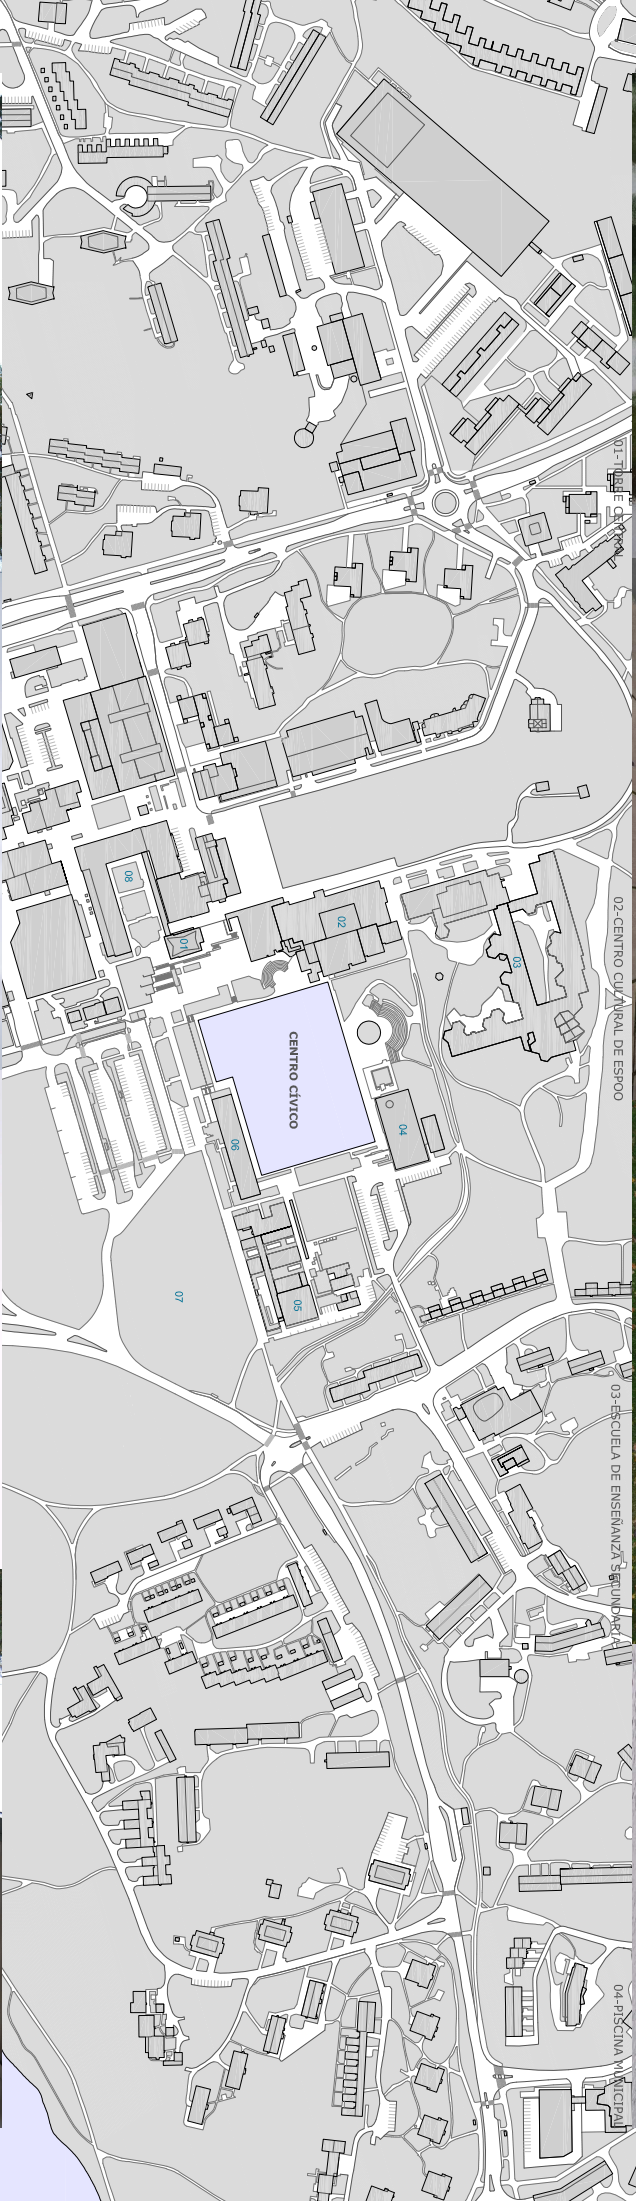 01-TORRE CENTRAL
02-CENTRO CULTURAL DE ESPOO
03-ESCUELA DE ENSEÑANZA SECUNDARIA
04-PISCINA MUNICIPAL
03
02
04
CENTRO CÍVICO
05
06
01
07
08